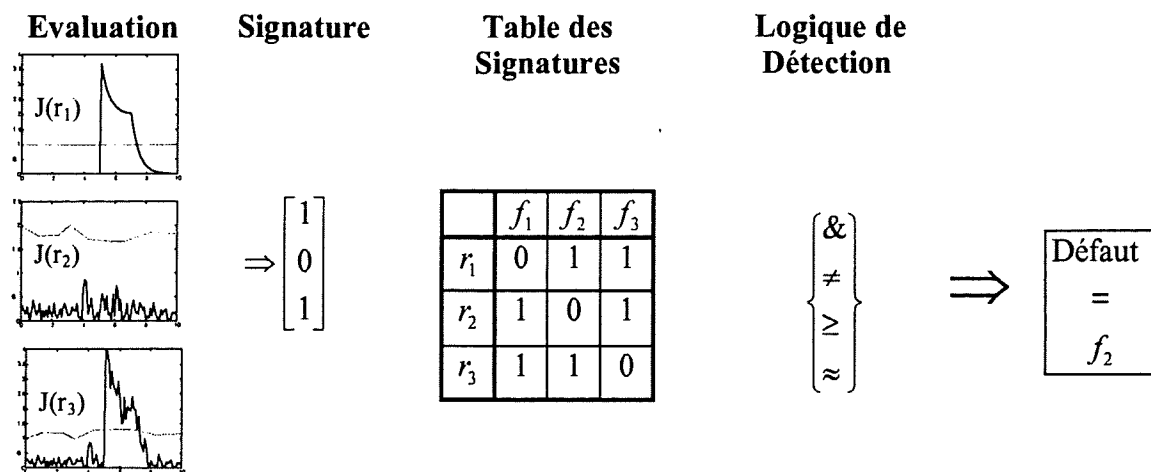 Evaluation
Signature
Table des
Signatures
Logique de
Détection
J(r₁)
J(r₂)
J(r₃)
⇒
1
0
1
f₁ f₂ f₃
r₁ 0 1 1
r₂ 1 0 1
r₃ 1 1 0
&
≠
≥
≈
⇒
Défaut
=
f₂